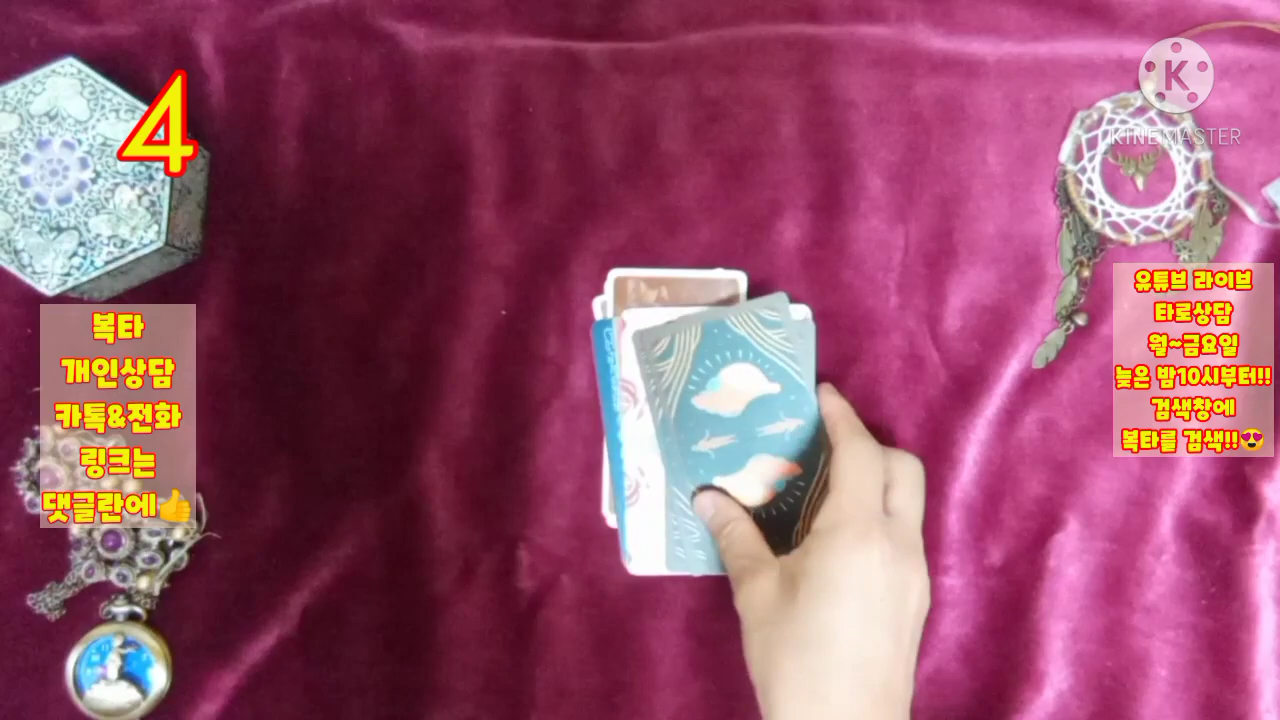 4
복타
개인상담
카톡&전화
링크는
댓글란에👍
K
KINEMASTER
유튜브 라이브
타로상담
월~금요일
늦은 밤10시부터!!
검색창에
복타를 검색!!😍